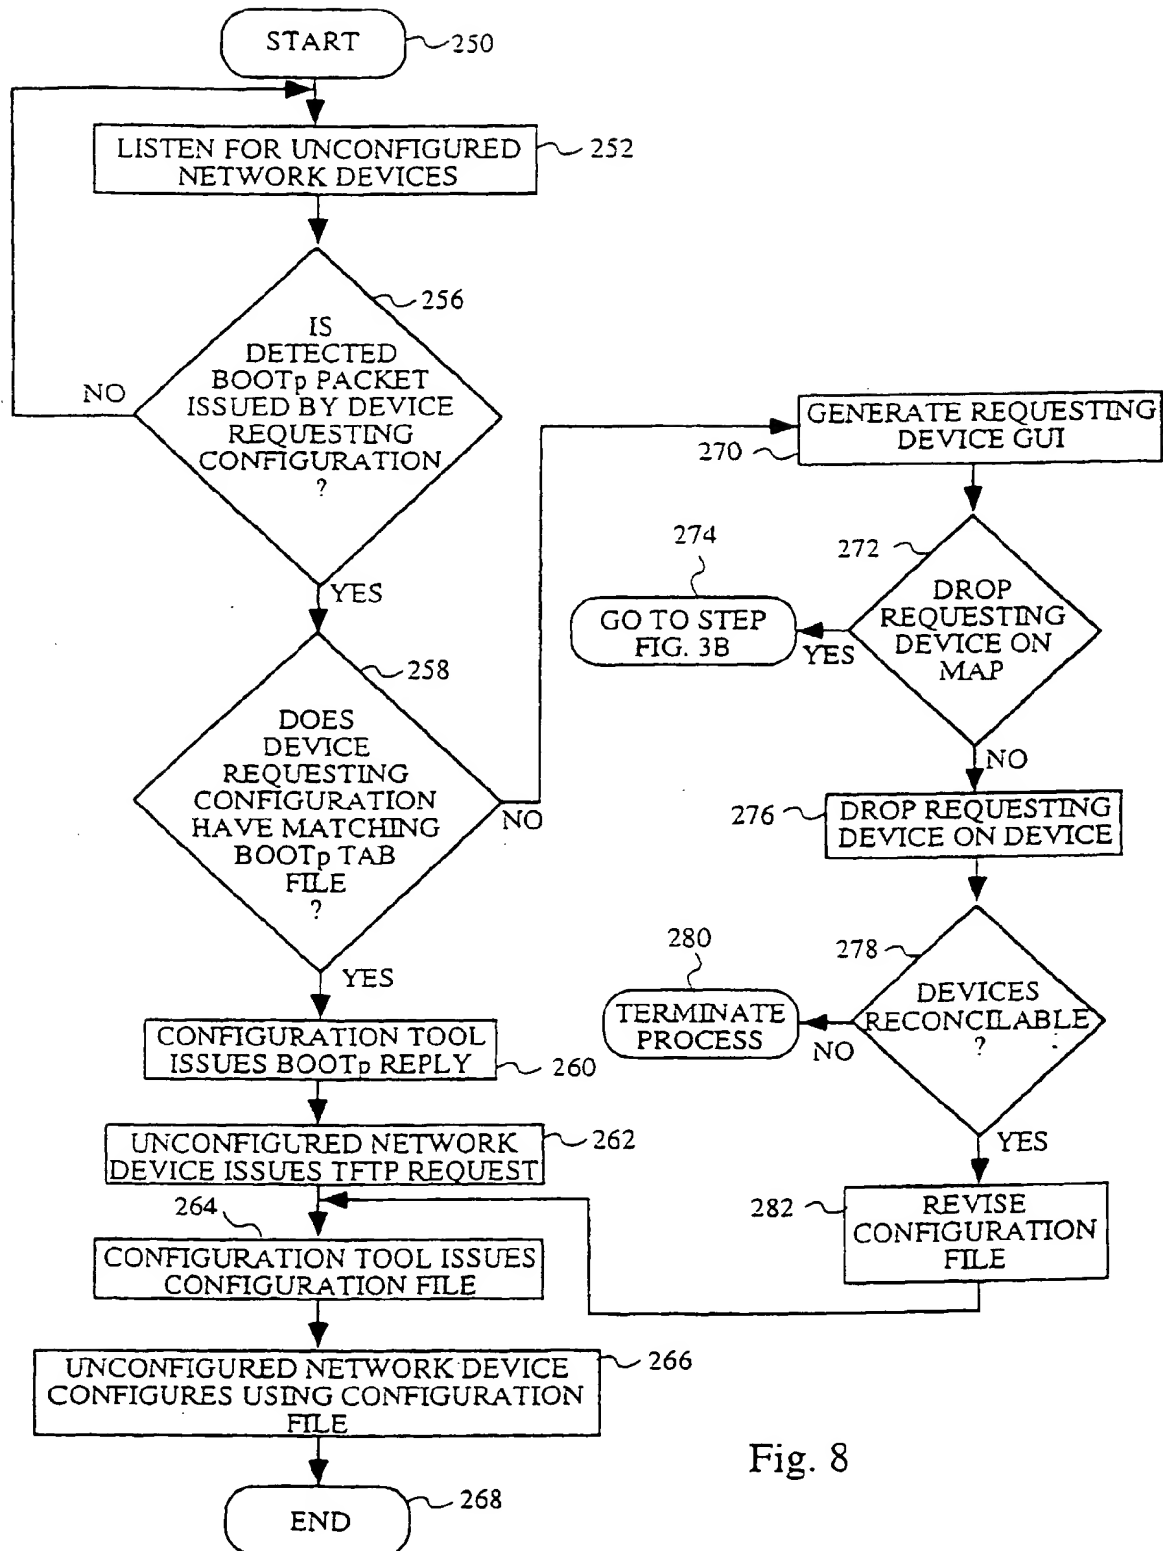 START
250
LISTEN FOR UNCONFIGURED
NETWORK DEVICES
252
256
IS
DETECTED
BOOTp PACKET
ISSUED BY DEVICE
REQUESTING
CONFIGURATION
?
NO
YES
258
DOES
DEVICE
REQUESTING
CONFIGURATION
HAVE MATCHING
BOOTp TAB
FILE
?
NO
YES
CONFIGURATION TOOL
ISSUES BOOTp REPLY
260
UNCONFIGURED NETWORK
DEVICE ISSUES TFTP REQUEST
262
264
CONFIGURATION TOOL ISSUES
CONFIGURATION FILE
UNCONFIGURED NETWORK DEVICE
CONFIGURES USING CONFIGURATION
FILE
266
END
268
GENERATE REQUESTING
DEVICE GUI
270
272
DROP
REQUESTING
DEVICE ON
MAP
274
GO TO STEP
FIG. 3B
YES
NO
276
DROP REQUESTING
DEVICE ON DEVICE
278
DEVICES
RECONCILABLE
?
280
TERMINATE
PROCESS
NO
YES
282
REVISE
CONFIGURATION
FILE
Fig. 8